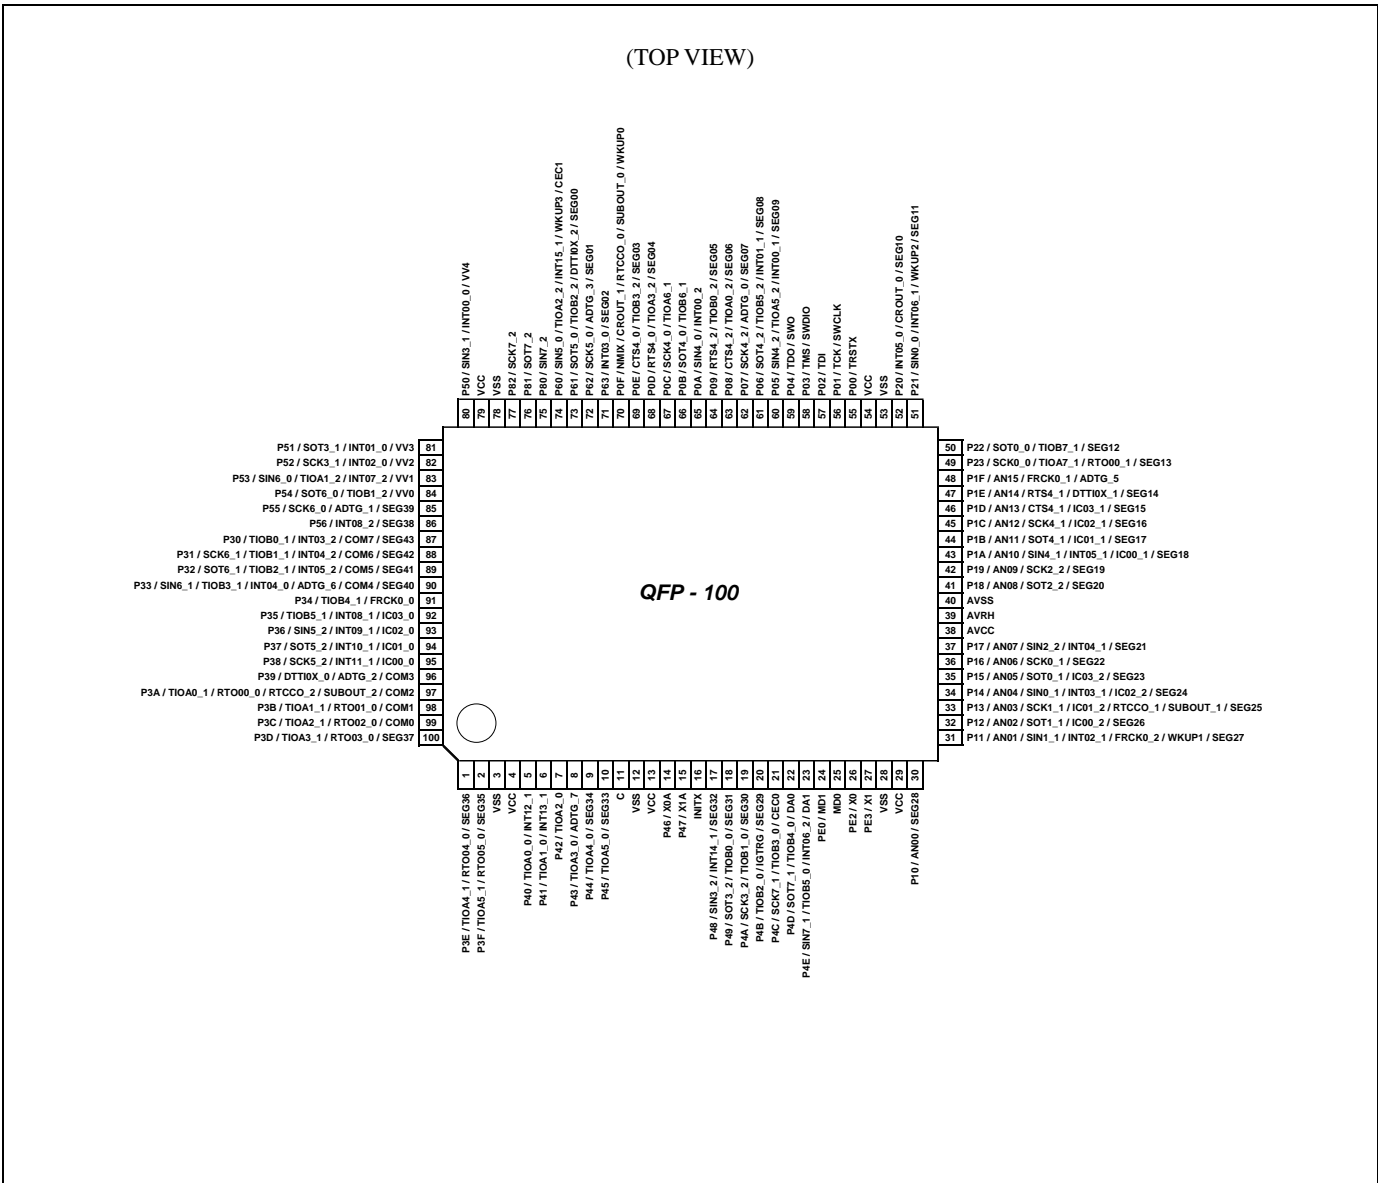 (TOP VIEW)
P50 / SIN3_1 / INT00_0 / VV4
VCC
VSS
P82 / SCK7_2
P81 / SOT7_2
P80 / SIN7_2
P60 / SIN5_0 / TIOA2_2 / INT15_1 / WKUP3 / CEC1
P61 / SOT5_0 / TIOB2_2 / DTTI0X_2 / SEG00
P62 / SCK5_0 / ADTG_3 / SEG01
P63 / INT03_0 / SEG02
P0F / NMIX / CROUT_1 / RTCCO_0 / SUBOUT_0 / WKUP0
P0E / CTS4_0 / TIOB3_2 / SEG03
P0D / RTS4_0 / TIOA3_2 / SEG04
P0C / SCK4_0 / TIOA6_1
P0B / SOT4_0 / TIOB6_1
P0A / SIN4_0 / INT00_2
P09 / RTS4_2 / TIOB0_2 / SEG05
P08 / CTS4_2 / TIOA0_2 / SEG06
P07 / SCK4_2 / ADTG_0 / SEG07
P06 / SOT4_2 / TIOB5_2 / INT01_1 / SEG08
P05 / SIN4_2 / TIOA5_2 / INT00_1 / SEG09
P04 / TDO / SWO
P03 / TMS / SWDIO
P02 / TDI
P01 / TCK / SWCLK
P00 / TRSTX
VCC
VSS
P20 / INT05_0 / CROUT_0 / SEG10
P21 / SIN0_0 / INT06_1 / WKUP2 / SEG11
80 79 78 77 76 75 74 73 72 71 70 69 68 67 66 65 64 63 62 61 60 59 58 57 56 55 54 53 52 51
P51 / SOT3_1 / INT01_0 / VV3 81
P52 / SCK3_1 / INT02_0 / VV2 82
P53 / SIN6_0 / TIOA1_2 / INT07_2 / VV1 83
P54 / SOT6_0 / TIOB1_2 / VV0 84
P55 / SCK6_0 / ADTG_1 / SEG39 85
P56 / INT08_2 / SEG38 86
P30 / TIOB0_1 / INT03_2 / COM7 / SEG43 87
P31 / SCK6_1 / TIOB1_1 / INT04_2 / COM6 / SEG42 88
P32 / SOT6_1 / TIOB2_1 / INT05_2 / COM5 / SEG41 89
P33 / SIN6_1 / TIOB3_1 / INT04_0 / ADTG_6 / COM4 / SEG40 90
P34 / TIOB4_1 / FRCK0_0 91
P35 / TIOB5_1 / INT08_1 / IC03_0 92
P36 / SIN5_2 / INT09_1 / IC02_0 93
P37 / SOT5_2 / INT10_1 / IC01_0 94
P38 / SCK5_2 / INT11_1 / IC00_0 95
P39 / DTTI0X_0 / ADTG_2 / COM3 96
P3A / TIOA0_1 / RTO00_0 / RTCCO_2 / SUBOUT_2 / COM2 97
P3B / TIOA1_1 / RTO01_0 / COM1 98
P3C / TIOA2_1 / RTO02_0 / COM0 99
P3D / TIOA3_1 / RTO03_0 / SEG37 100
QFP - 100
50 P22 / SOT0_0 / TIOB7_1 / SEG12
49 P23 / SCK0_0 / TIOA7_1 / RTO00_1 / SEG13
48 P1F / AN15 / FRCK0_1 / ADTG_5
47 P1E / AN14 / RTS4_1 / DTTI0X_1 / SEG14
46 P1D / AN13 / CTS4_1 / IC03_1 / SEG15
45 P1C / AN12 / SCK4_1 / IC02_1 / SEG16
44 P1B / AN11 / SOT4_1 / IC01_1 / SEG17
43 P1A / AN10 / SIN4_1 / INT05_1 / IC00_1 / SEG18
42 P19 / AN09 / SCK2_2 / SEG19
41 P18 / AN08 / SOT2_2 / SEG20
40 AVSS
39 AVRH
38 AVCC
37 P17 / AN07 / SIN2_2 / INT04_1 / SEG21
36 P16 / AN06 / SCK0_1 / SEG22
35 P15 / AN05 / SOT0_1 / IC03_2 / SEG23
34 P14 / AN04 / SIN0_1 / INT03_1 / IC02_2 / SEG24
33 P13 / AN03 / SCK1_1 / IC01_2 / RTCCO_1 / SUBOUT_1 / SEG25
32 P12 / AN02 / SOT1_1 / IC00_2 / SEG26
31 P11 / AN01 / SIN1_1 / INT02_1 / FRCK0_2 / WKUP1 / SEG27
1 2 3 4 5 6 7 8 9 10 11 12 13 14 15 16 17 18 19 20 21 22 23 24 25 26 27 28 29 30
P3E / TIOA4_1 / RTO04_0 / SEG36
P3F / TIOA5_1 / RTO05_0 / SEG35
VSS
VCC
P40 / TIOA0_0 / INT12_1
P41 / TIOA1_0 / INT13_1
P42 / TIOA2_0
P43 / TIOA3_0 / ADTG_7
P44 / TIOA4_0 / SEG34
P45 / TIOA5_0 / SEG33
C
VSS
VCC
P46 / X0A
P47 / X1A
INITX
P48 / SIN3_2 / INT14_1 / SEG32
P49 / SOT3_2 / TIOB0_0 / SEG31
P4A / SCK3_2 / TIOB1_0 / SEG30
P4B / TIOB2_0 / IGTRG / SEG29
P4C / SCK7_1 / TIOB3_0 / CEC0
P4D / SOT7_1 / TIOB4_0 / DA0
P4E / SIN7_1 / TIOB5_0 / INT06_2 / DA1
PE0 / MD1
MD0
PE2 / X0
PE3 / X1
VSS
VCC
P10 / AN00 / SEG28